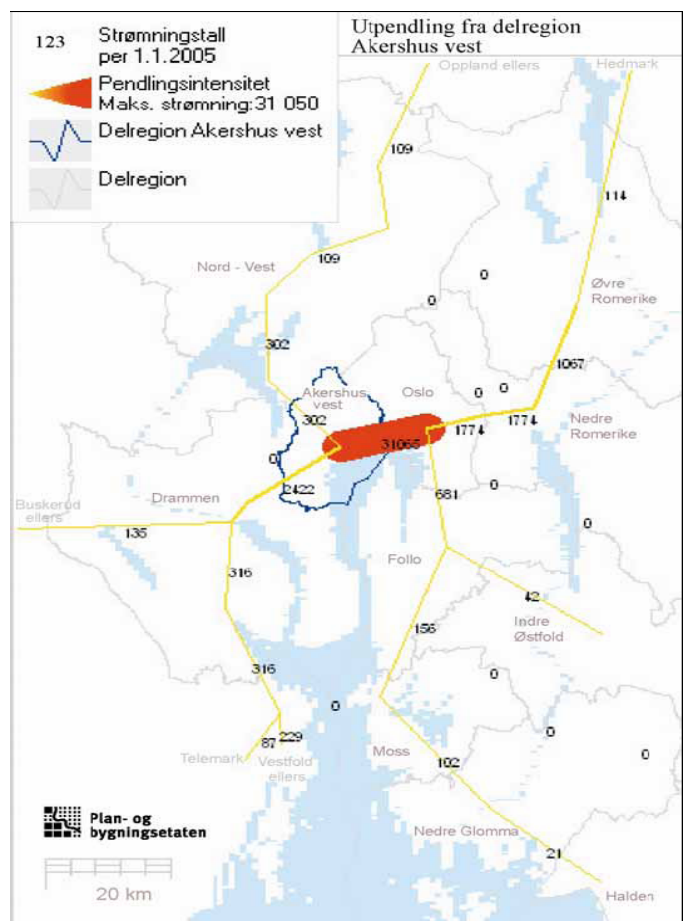 Utpendling fra delregion
Akershus vest
123
Strømningstall
per 1.1.2005
Pendlingsintensitet
Maks. strømning:31 050
Delregion Akershus vest
Delregion
Oppland ellers
Hedmark
109
114
Nord - Vest
109
0
0
Øvre
Romerike
302
1067
Akershus
vest
Oslo
0
0
302
1774
1774
Nedre
Romerike
31065
0
2422
681
0
Drammen
Buskerud
ellers
135
0
316
Follo
42
Indre
Østfold
156
316
0
0
229
87
Telemark
Vestfold
ellers
Moss
0
0
102
Plan- og
bygningsetaten
Nedre Glomma
21
20 km
Halden